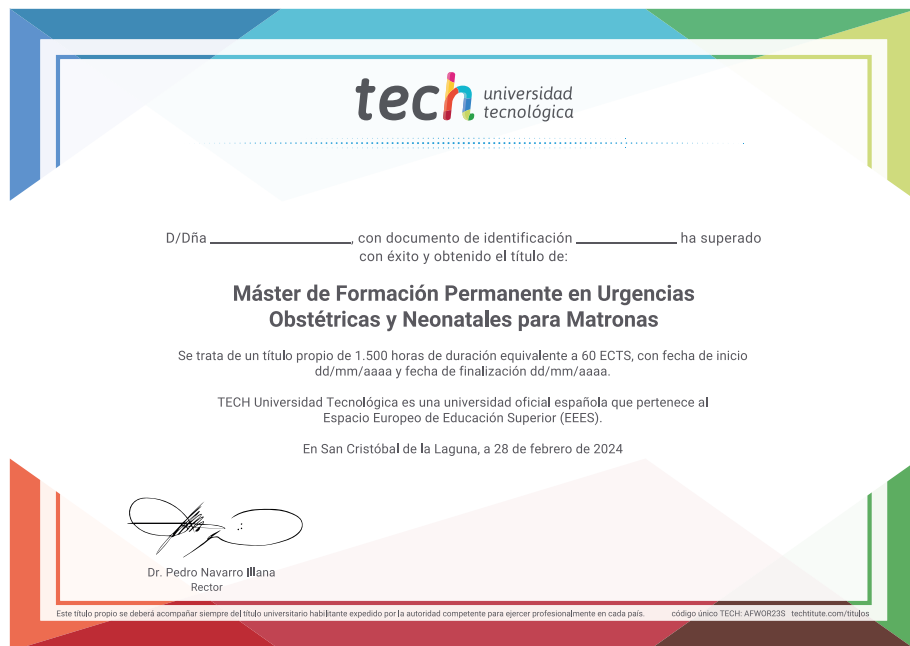 tech universidad
tecnológica
D/Dña ____________________, con documento de identificación ______________ ha superado
con éxito y obtenido el título de:
Máster de Formación Permanente en Urgencias
Obstétricas y Neonatales para Matronas
Se trata de un título propio de 1.500 horas de duración equivalente a 60 ECTS, con fecha de inicio
dd/mm/aaaa y fecha de finalización dd/mm/aaaa.
TECH Universidad Tecnológica es una universidad oficial española que pertenece al
Espacio Europeo de Educación Superior (EEES).
En San Cristóbal de la Laguna, a 28 de febrero de 2024
Dr. Pedro Navarro Illana
Rector
Este título propio se deberá acompañar siempre del título universitario habilitante expedido por la autoridad competente para ejercer profesionalmente en cada país. código único TECH: AFWOR23S techtitute.com/titulos